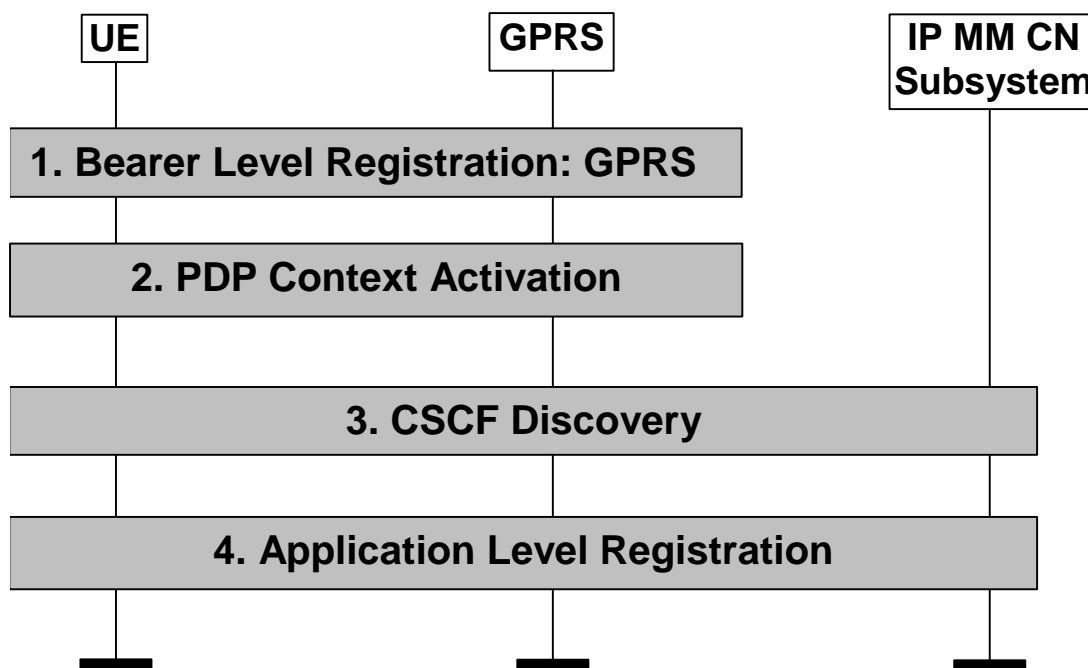 UE
GPRS
IP MM CN
Subsystem
1. Bearer Level Registration: GPRS
2. PDP Context Activation
3. CSCF Discovery
4. Application Level Registration